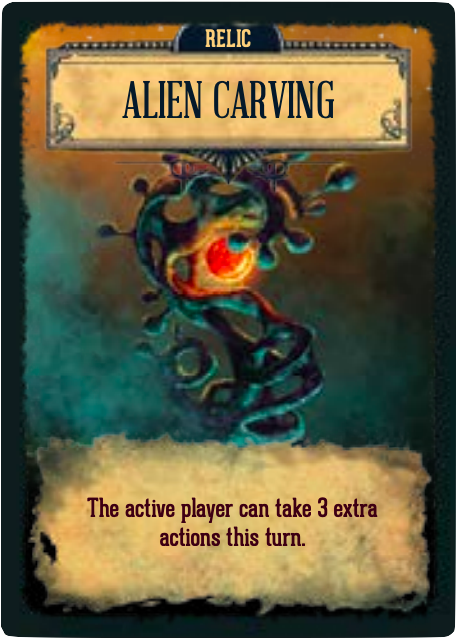 RELIC
ALIEN CARVING
The active player can take 3 extra
actions this turn.